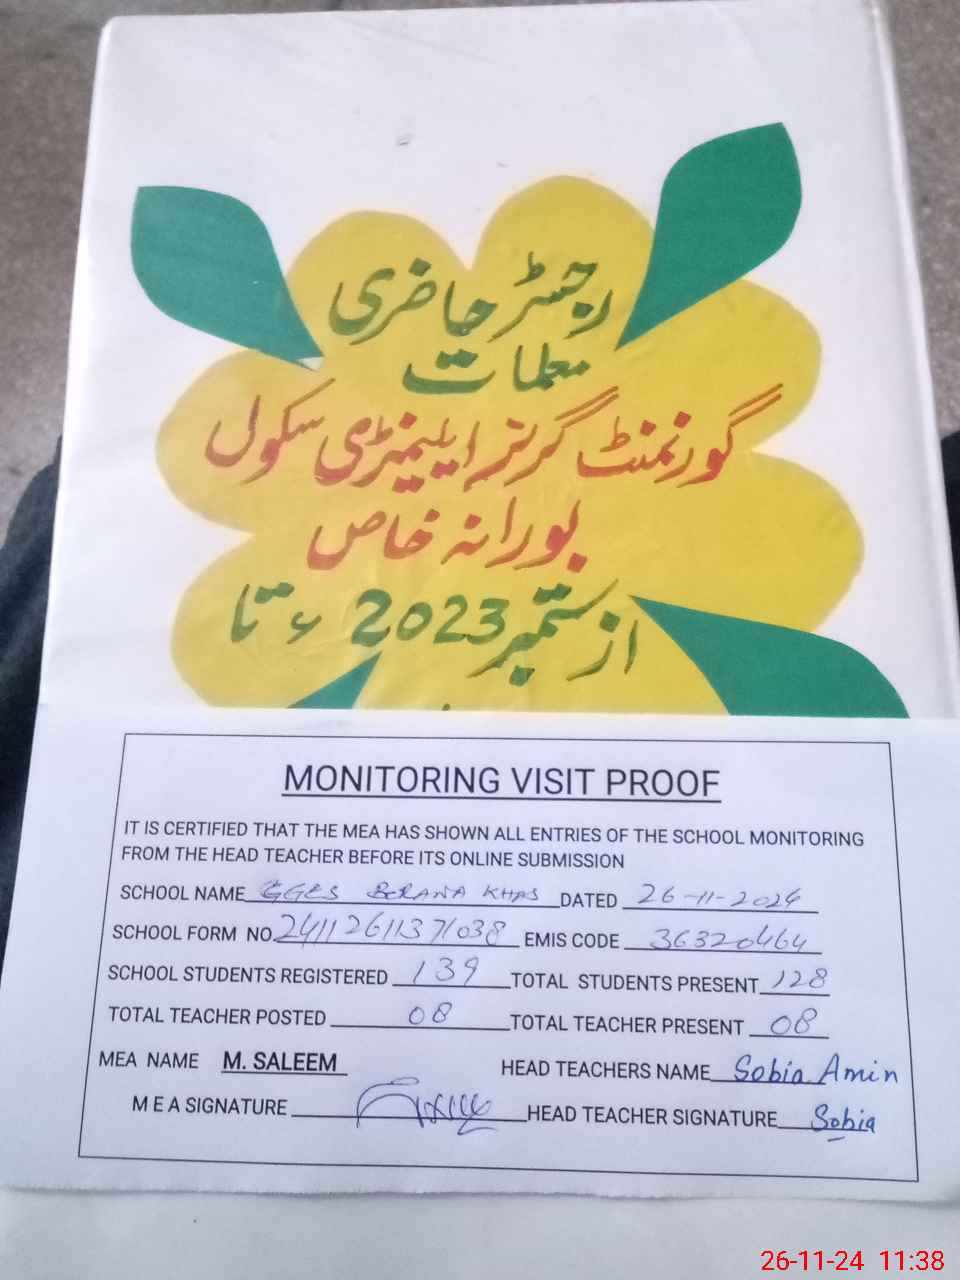 رجسٹر حاضری
معلمات
گورنمنٹ گرلز ایلیمنٹری سکول
بورانہ خاص
از ستمبر 2023ء تا
MONITORING VISIT PROOF
IT IS CERTIFIED THAT THE MEA HAS SHOWN ALL ENTRIES OF THE SCHOOL MONITORING
FROM THE HEAD TEACHER BEFORE ITS ONLINE SUBMISSION
SCHOOL NAME GGES BORANA KHAS DATED 26-11-2024
SCHOOL FORM NO. 24112611371038 EMIS CODE 36320464
SCHOOL STUDENTS REGISTERED 139 TOTAL STUDENTS PRESENT 128
TOTAL TEACHER POSTED 08 TOTAL TEACHER PRESENT 08
MEA NAME M. SALEEM HEAD TEACHERS NAME Sobia Amin
M E A SIGNATURE HEAD TEACHER SIGNATURE Sobia
26-11-24 11:38